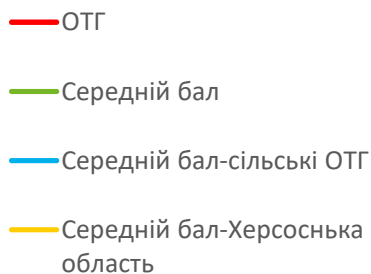 ОТГ
Середній бал
Середній бал-сільські ОТГ
Середній бал-Херсоснька
область